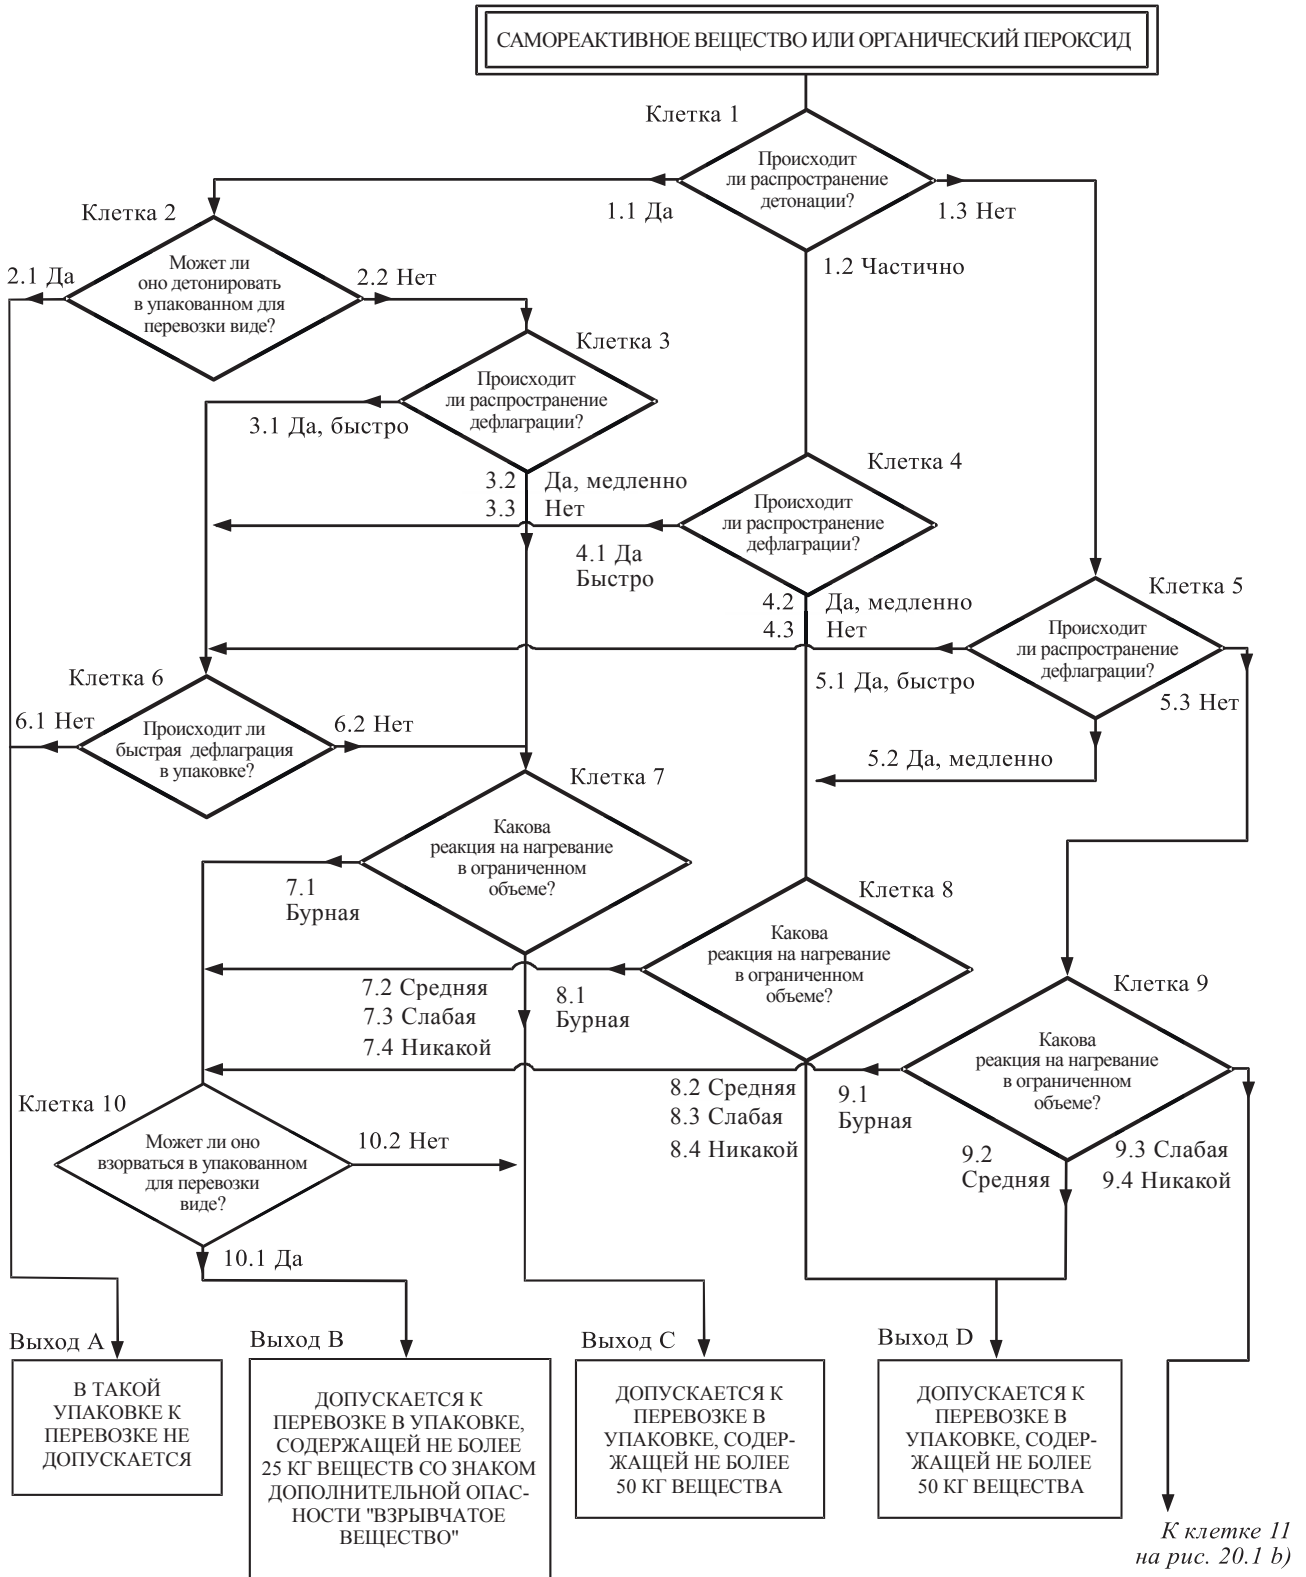 САМОРЕАКТИВНОЕ ВЕЩЕСТВО ИЛИ ОРГАНИЧЕСКИЙ ПЕРОКСИД
Клетка 1
Происходит
ли распространение
детонации?
1.1 Да
1.3 Нет
1.2 Частично
Клетка 2
Может ли
оно детонировать
в упакованном для
перевозки виде?
2.1 Да
2.2 Нет
Клетка 3
Происходит
ли распространение
дефлаграции?
3.1 Да, быстро
3.2 Да, медленно
3.3 Нет
Клетка 4
Происходит
ли распространение
дефлаграции?
4.1 Да
Быстро
4.2 Да, медленно
4.3 Нет
Клетка 5
Происходит
ли распространение
дефлаграции?
5.1 Да, быстро
5.3 Нет
5.2 Да, медленно
Клетка 6
Происходит ли
быстрая дефлаграция
в упаковке?
6.1 Нет
6.2 Нет
Клетка 7
Какова
реакция на нагревание
в ограниченном
объеме?
7.1
Бурная
7.2 Средняя
7.3 Слабая
7.4 Никакой
Клетка 8
Какова
реакция на нагревание
в ограниченном
объеме?
8.1
Бурная
8.2 Средняя
8.3 Слабая
8.4 Никакой
Клетка 9
Какова
реакция на нагревание
в ограниченном
объеме?
9.1
Бурная
9.2
Средняя
9.3 Слабая
9.4 Никакой
Клетка 10
Может ли оно
взорваться в упакованном
для перевозки
виде?
10.2 Нет
10.1 Да
Выход A
В ТАКОЙ
УПАКОВКЕ К
ПЕРЕВОЗКЕ НЕ
ДОПУСКАЕТСЯ
Выход B
ДОПУСКАЕТСЯ К
ПЕРЕВОЗКЕ В УПАКОВКЕ,
СОДЕРЖАЩЕЙ НЕ БОЛЕЕ
25 КГ ВЕЩЕСТВ СО ЗНАКОМ
ДОПОЛНИТЕЛЬНОЙ ОПАС-
НОСТИ "ВЗРЫВЧАТОЕ
ВЕЩЕСТВО"
Выход C
ДОПУСКАЕТСЯ К
ПЕРЕВОЗКЕ В
УПАКОВКЕ, СОДЕР-
ЖАЩЕЙ НЕ БОЛЕЕ
50 КГ ВЕЩЕСТВА
Выход D
ДОПУСКАЕТСЯ К
ПЕРЕВОЗКЕ В
УПАКОВКЕ, СОДЕР-
ЖАЩЕЙ НЕ БОЛЕЕ
50 КГ ВЕЩЕСТВА
К клетке 11
на рис. 20.1 b)